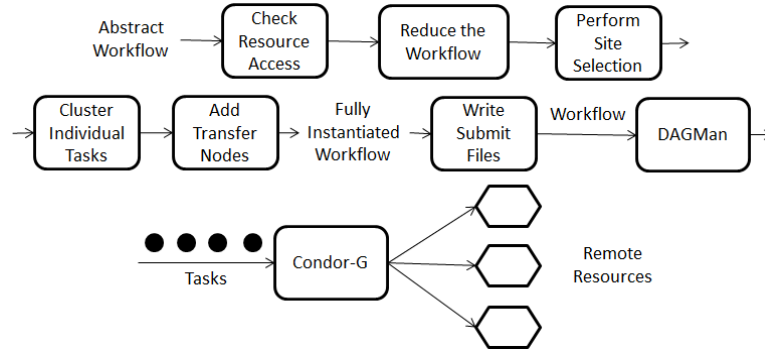 Abstract
Workflow
Check
Resource
Access
Reduce the
Workflow
Perform
Site
Selection
Cluster
Individual
Tasks
Add
Transfer
Nodes
Fully
Instantiated
Workflow
Write
Submit
Files
Workflow
DAGMan
Tasks
Condor-G
Remote
Resources